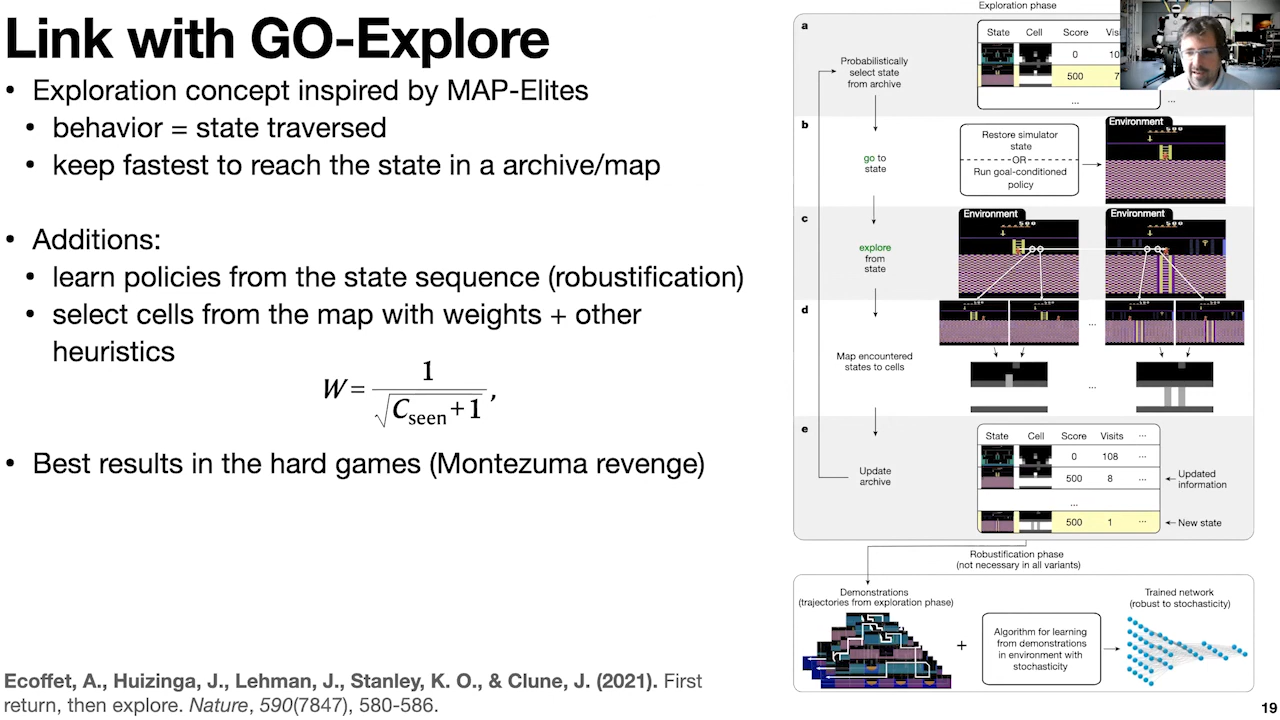 Link with GO-Explore
• Exploration concept inspired by MAP-Elites
• behavior = state traversed
• keep fastest to reach the state in a archive/map
• Additions:
• learn policies from the state sequence (robustification)
• select cells from the map with weights + other
heuristics
W = 1 / √(C_seen + 1) ,
• Best results in the hard games (Montezuma revenge)
Ecoffet, A., Huizinga, J., Lehman, J., Stanley, K. O., & Clune, J. (2021). First
return, then explore. Nature, 590(7847), 580-586.
Exploration phase
a
Probabilistically
select state
from archive
State Cell Score
0 10
500 7
...
...
b
go to
state
Restore simulator
state
OR
Run goal-conditioned
policy
Environment
c
explore
from
state
Environment
Environment
d
Map encountered
states to cells
...
...
e
Update
archive
State Cell Score Visits ...
0 108 ...
500 8 ...
...
500 1 ...
Updated
information
New state
Robustification phase
(not necessary in all variants)
Demonstrations
(trajectories from exploration phase)
+
Algorithm for learning
from demonstrations
in environment with
stochasticity
Trained network
(robust to stochasticity)
19